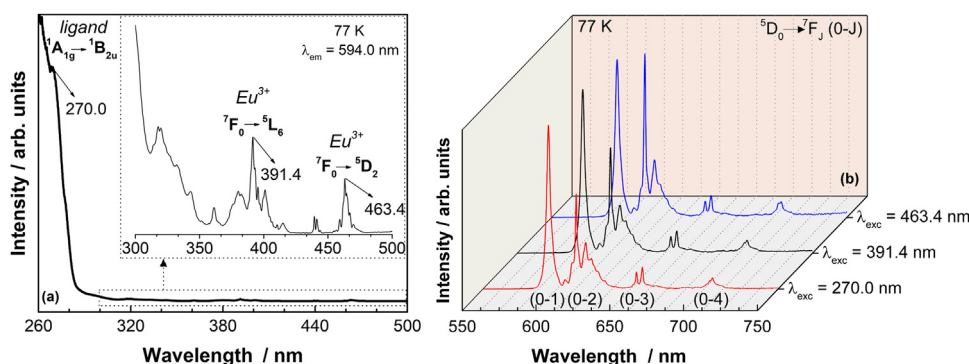 ligand
¹A₁g→¹B₂u
270.0
77 K
λem = 594.0 nm
Eu³⁺
⁷F₀→⁵L₆
391.4
Eu³⁺
⁷F₀→⁵D₂
463.4
300 350 400 450 500
(a)
260 320 380 440 500
Wavelength / nm
Intensity / arb. units
77 K
⁵D₀→⁷FJ (0-J)
(b)
λexc = 463.4 nm
λexc = 391.4 nm
λexc = 270.0 nm
(0-1) (0-2) (0-3) (0-4)
550 600 650 700 750
Wavelength / nm
Intensity / arb. units